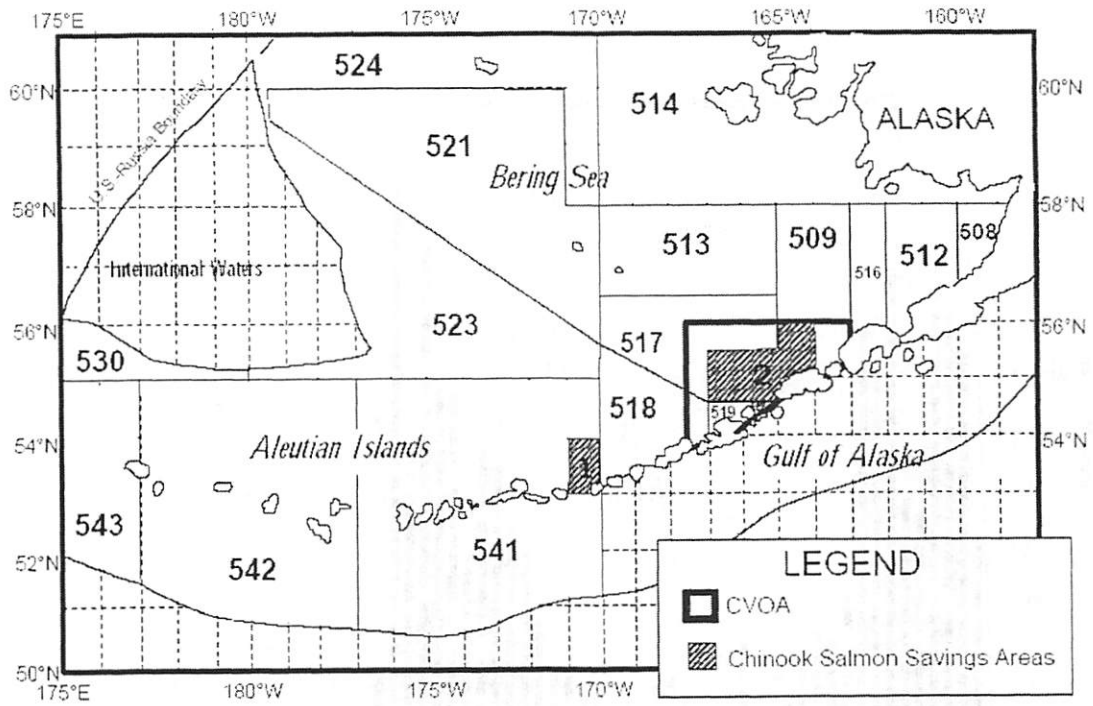 175°E 180°W 175°W 170°W 165°W 160°W
60°N 524 514 60°N
ALASKA
521
U.S.-Russia Boundary
Bering Sea
58°N 58°N
513 509 512 508
516
International Waters
56°N 523 517 56°N
530 2
518 519
54°N Aleutian Islands 54°N
1 Gulf of Alaska
543 542 541
52°N
LEGEND
CVOA
Chinook Salmon Savings Areas
50°N
175°E 180°W 175°W 170°W